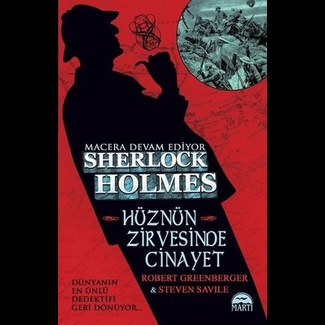 MACERA DEVAM EDİYOR
SHERLOCK
HOLMES
HÜZNÜN
ZİRVESİNDE
CİNAYET
ROBERT GREENBERGER
& STEVEN SAVILE
DÜNYANIN
EN ÜNLÜ
DEDEKTİFİ
GERİ DÖNÜYOR...
MARTI